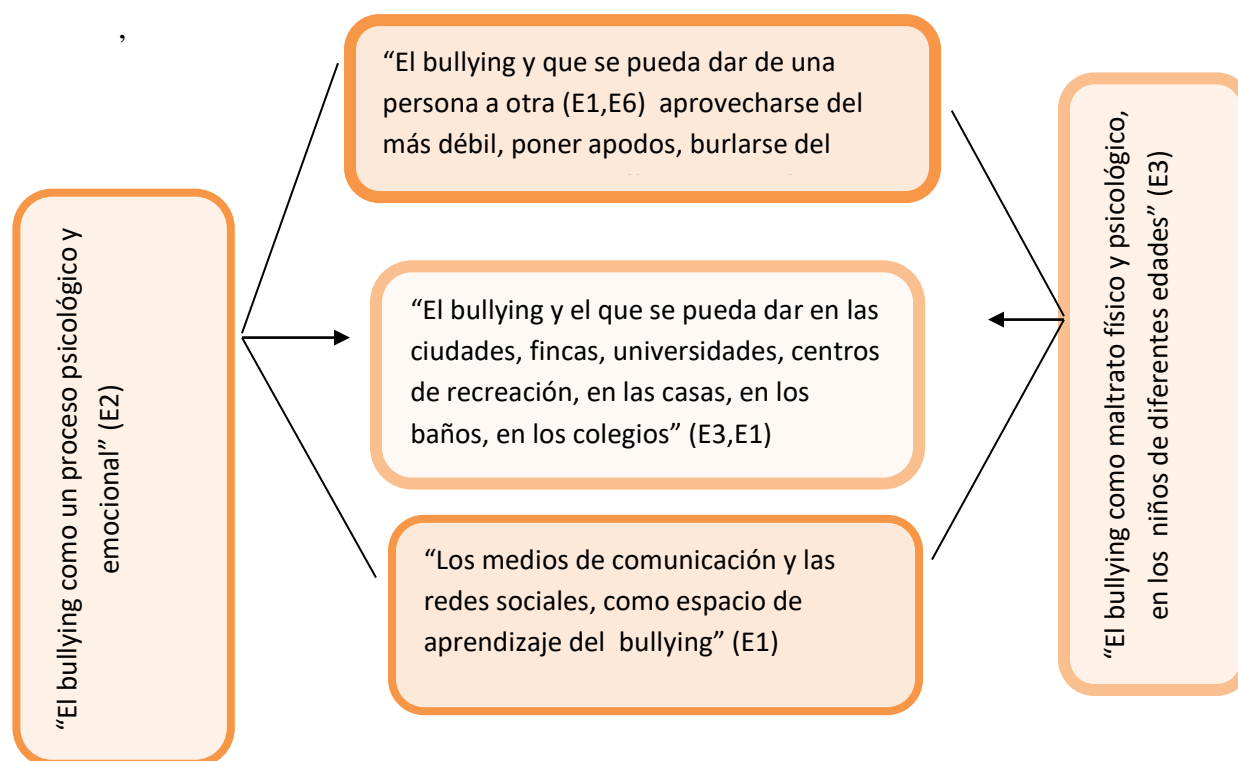 ,
“El bullying y que se pueda dar de una
persona a otra (E1,E6) aprovecharse del
más débil, poner apodos, burlarse del
“El bullying como un proceso psicológico y
emocional” (E2)
“El bullying y el que se pueda dar en las
ciudades, fincas, universidades, centros
de recreación, en las casas, en los
baños, en los colegios” (E3,E1)
“Los medios de comunicación y las
redes sociales, como espacio de
aprendizaje del  bullying” (E1)
“El bullying como maltrato físico y psicológico,
en los  niños de diferentes edades” (E3)